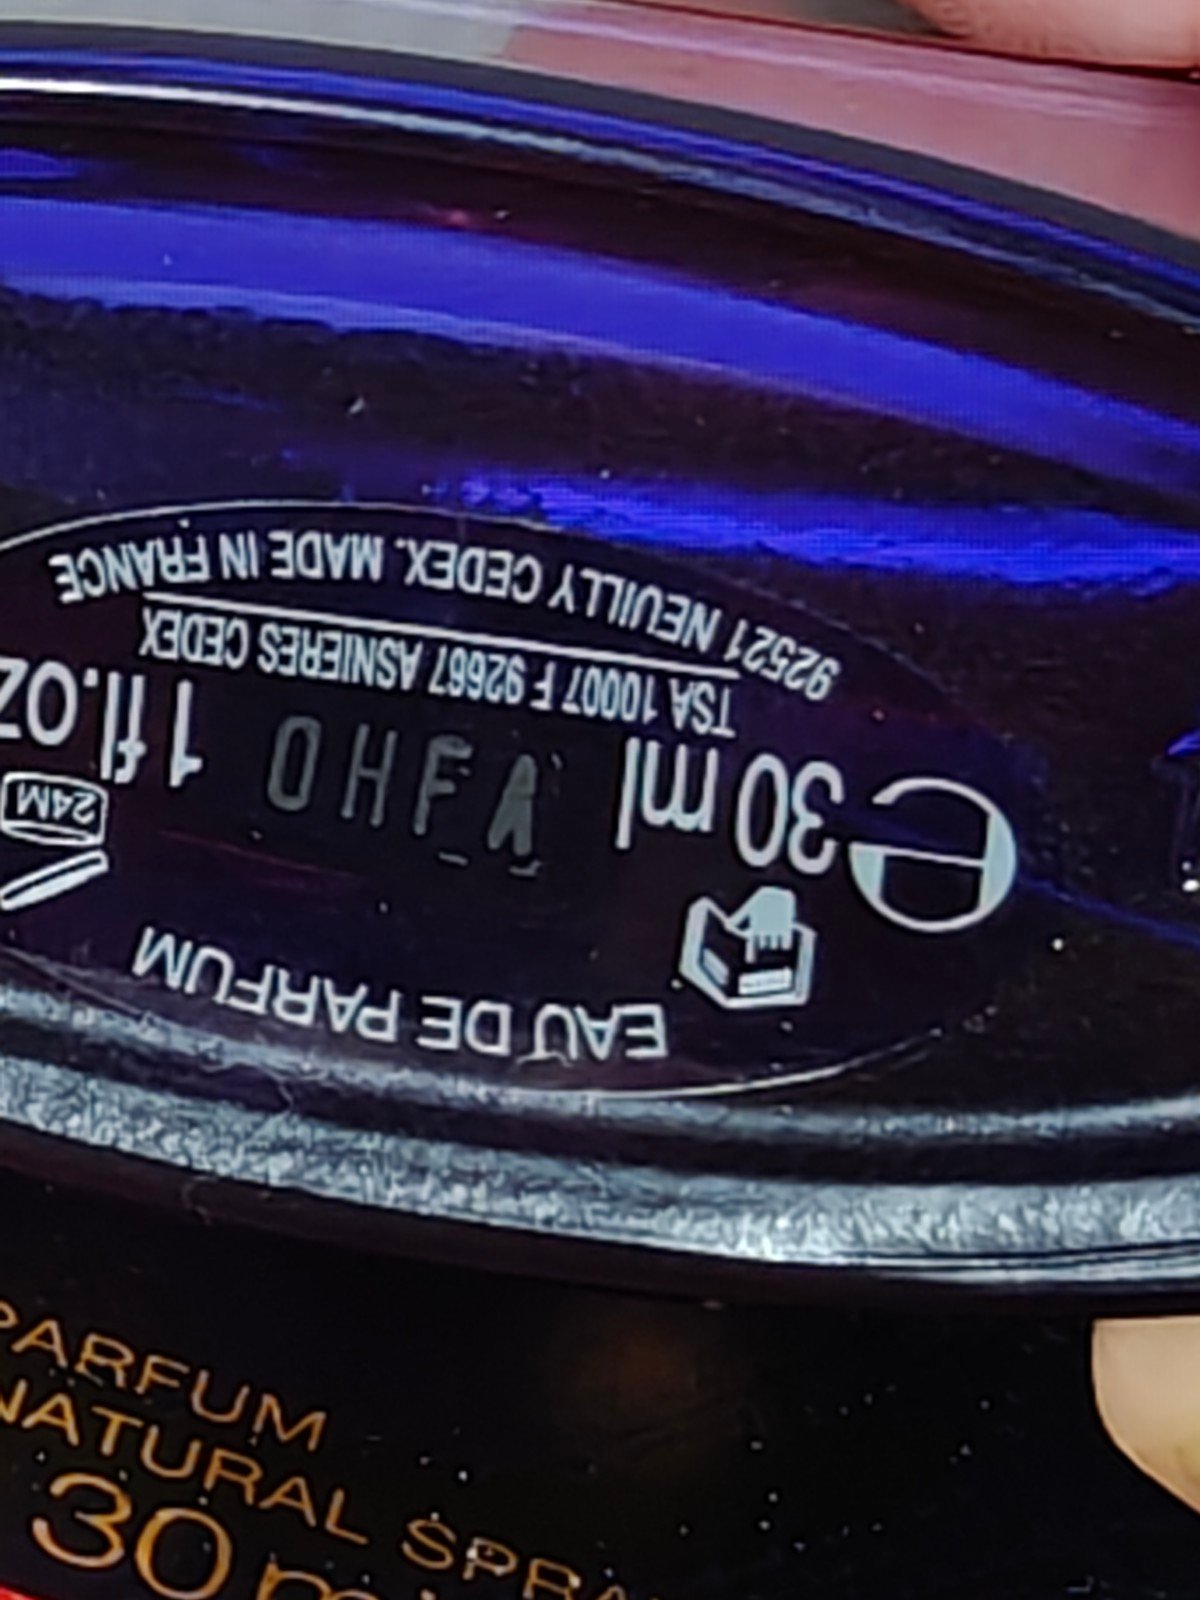 EAU DE PARFUM
e 30 ml 1 fl.oz
24M
TSA 10007 F 92667 ASNIERES CEDEX
92521 NEUILLY CEDEX. MADE IN FRANCE
PARFUM
NATURAL SPRA
30 m